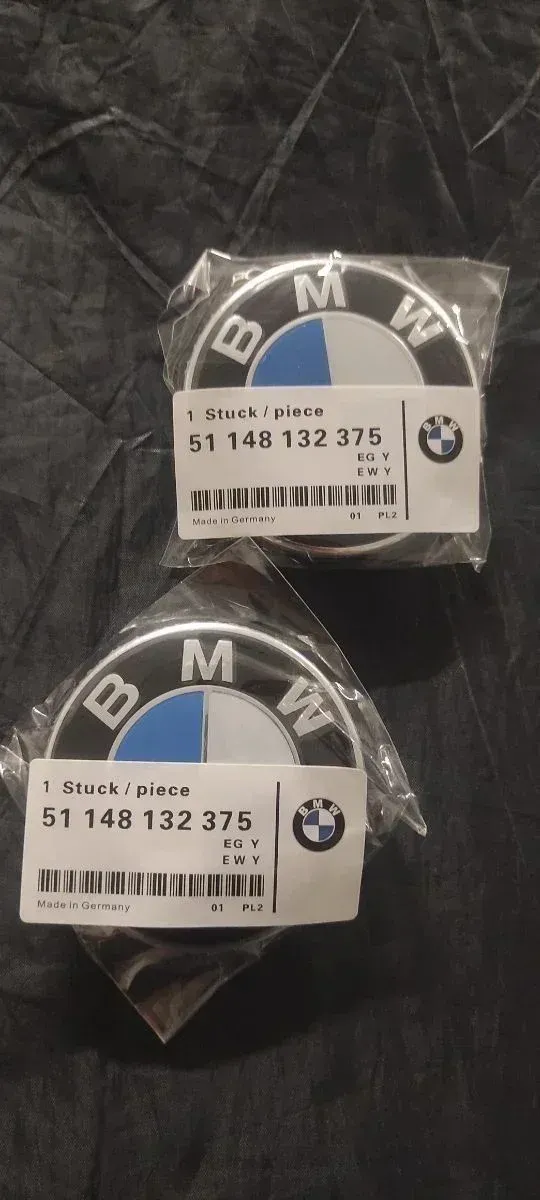 BMW
1 Stuck / piece
51 148 132 375
EG Y
EW Y
Made in Germany 01 PL2
BMW
BMW
1 Stuck / piece
51 148 132 375
EG Y
EW Y
Made in Germany 01 PL2
BMW